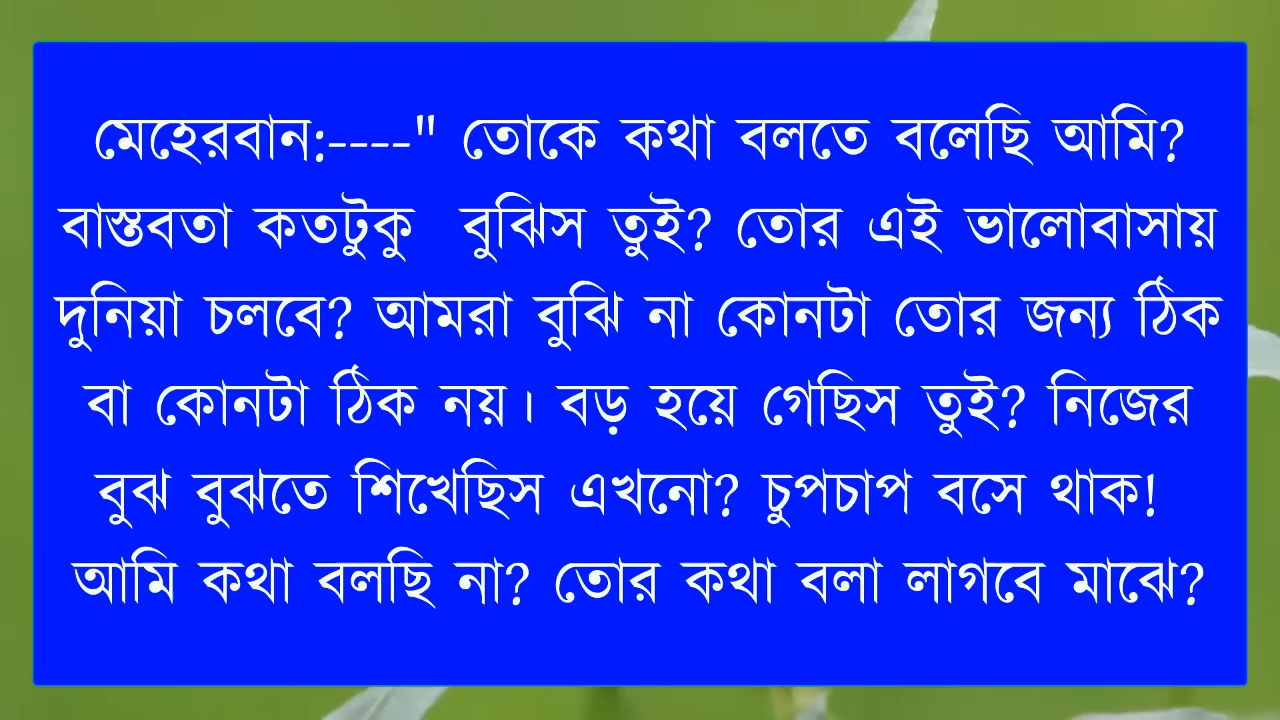 মেহেরবান:----" তোকে কথা বলতে বলেছি আমি?
বাস্তবতা কতটুকু  বুঝিস তুই? তোর এই ভালোবাসায়
দুনিয়া চলবে? আমরা বুঝি না কোনটা তোর জন্য ঠিক
বা কোনটা ঠিক নয়। বড় হয়ে গেছিস তুই? নিজের
বুঝ বুঝতে শিখেছিস এখনো? চুপচাপ বসে থাক!
আমি কথা বলছি না? তোর কথা বলা লাগবে মাঝে?